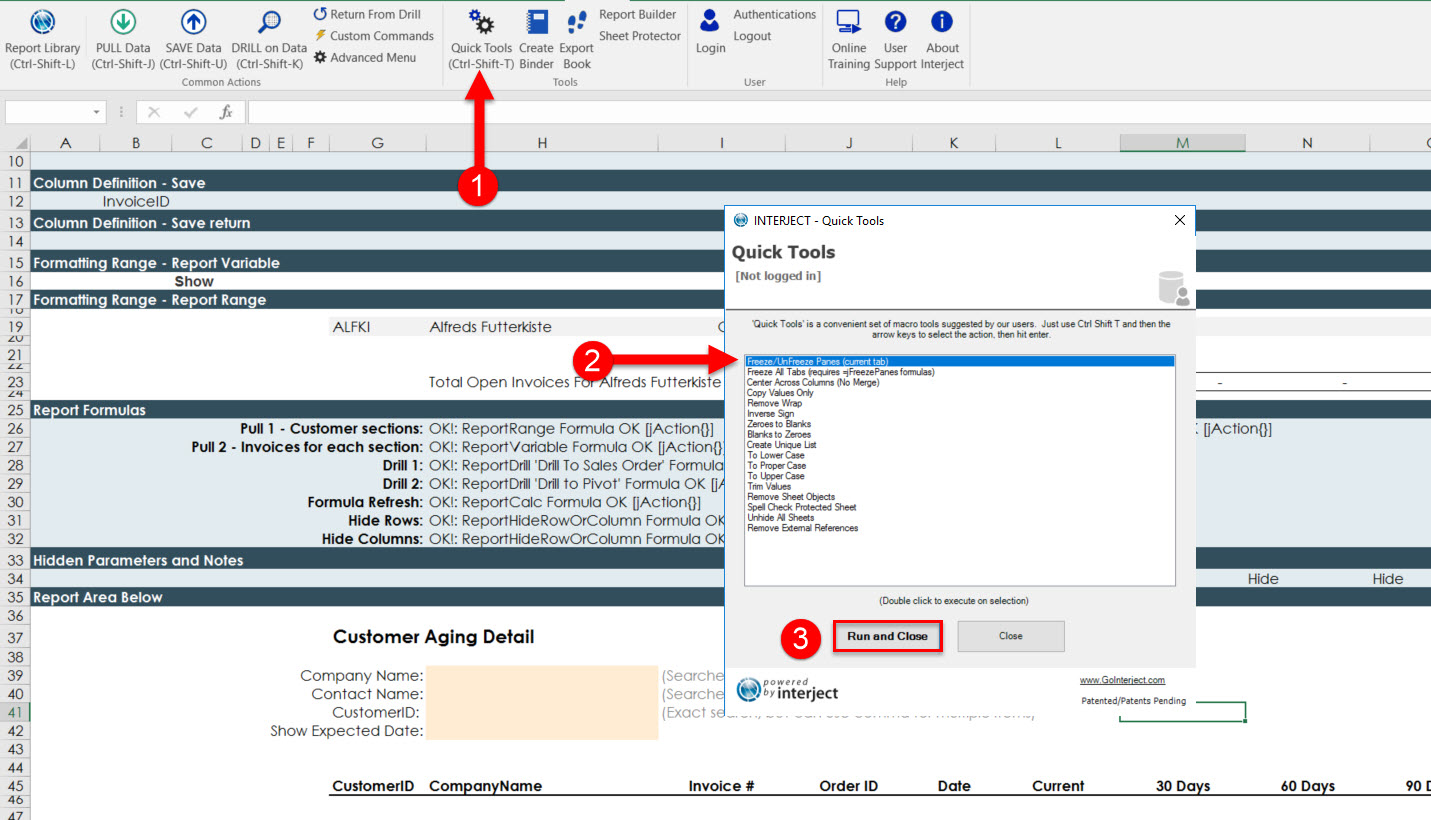 Report Library
(Ctrl-Shift-L)
PULL Data
(Ctrl-Shift-J)
SAVE Data
(Ctrl-Shift-U)
DRILL on Data
(Ctrl-Shift-K)
Return From Drill
Custom Commands
Advanced Menu
Common Actions
Quick Tools
(Ctrl-Shift-T)
Create
Binder
Export
Book
Report Builder
Sheet Protector
Tools
Login
Authentications
Logout
User
Online
Training
User
Support
About
Interject
Help
fx
A B C D E F G H I J K L M N
10
11 Column Definition - Save
12 InvoiceID
13 Column Definition - Save return
14
15 Formatting Range - Report Variable
16 Show
17 Formatting Range - Report Range
18
19 ALFKI Alfreds Futterkiste
20
21
22
23 Total Open Invoices For Alfreds Futterkiste - -
24
25 Report Formulas
26 Pull 1 - Customer sections: OK!: ReportRange Formula OK [jAction{}] [jAction{}]
27 Pull 2 - Invoices for each section: OK!: ReportVariable Formula OK [jAction{}]
28 Drill 1: OK!: ReportDrill 'Drill To Sales Order' Formula
29 Drill 2: OK!: ReportDrill 'Drill to Pivot' Formula OK [jA
30 Formula Refresh: OK!: ReportCalc Formula OK [jAction{}]
31 Hide Rows: OK!: ReportHideRowOrColumn Formula OK
32 Hide Columns: OK!: ReportHideRowOrColumn Formula OK
33 Hidden Parameters and Notes
34 Hide Hide
35 Report Area Below
36
37 Customer Aging Detail
38
39 Company Name: (Searche
40 Contact Name: (Searche
41 CustomerID: (Exact search, but can use comma for multiple items)
42 Show Expected Date:
43
44
45 CustomerID CompanyName Invoice # Order ID Date Current 30 Days 60 Days 90 D
46
47
1
2
3
INTERJECT - Quick Tools
Quick Tools
[Not logged in]
'Quick Tools' is a convenient set of macro tools suggested by our users. Just use Ctrl Shift T and then the
arrow keys to select the action, then hit enter.
Freeze/UnFreeze Panes (current tab)
Freeze All Tabs (requires =jFreezePanes formulas)
Center Across Columns (No Merge)
Copy Values Only
Remove Wrap
Inverse Sign
Zeroes to Blanks
Blanks to Zeroes
Create Unique List
To Lower Case
To Proper Case
To Upper Case
Trim Values
Remove Sheet Objects
Spell Check Protected Sheet
Unhide All Sheets
Remove External References
(Double click to execute on selection)
Run and Close
Close
powered
by interject
www.GoInterject.com
Patented/Patents Pending